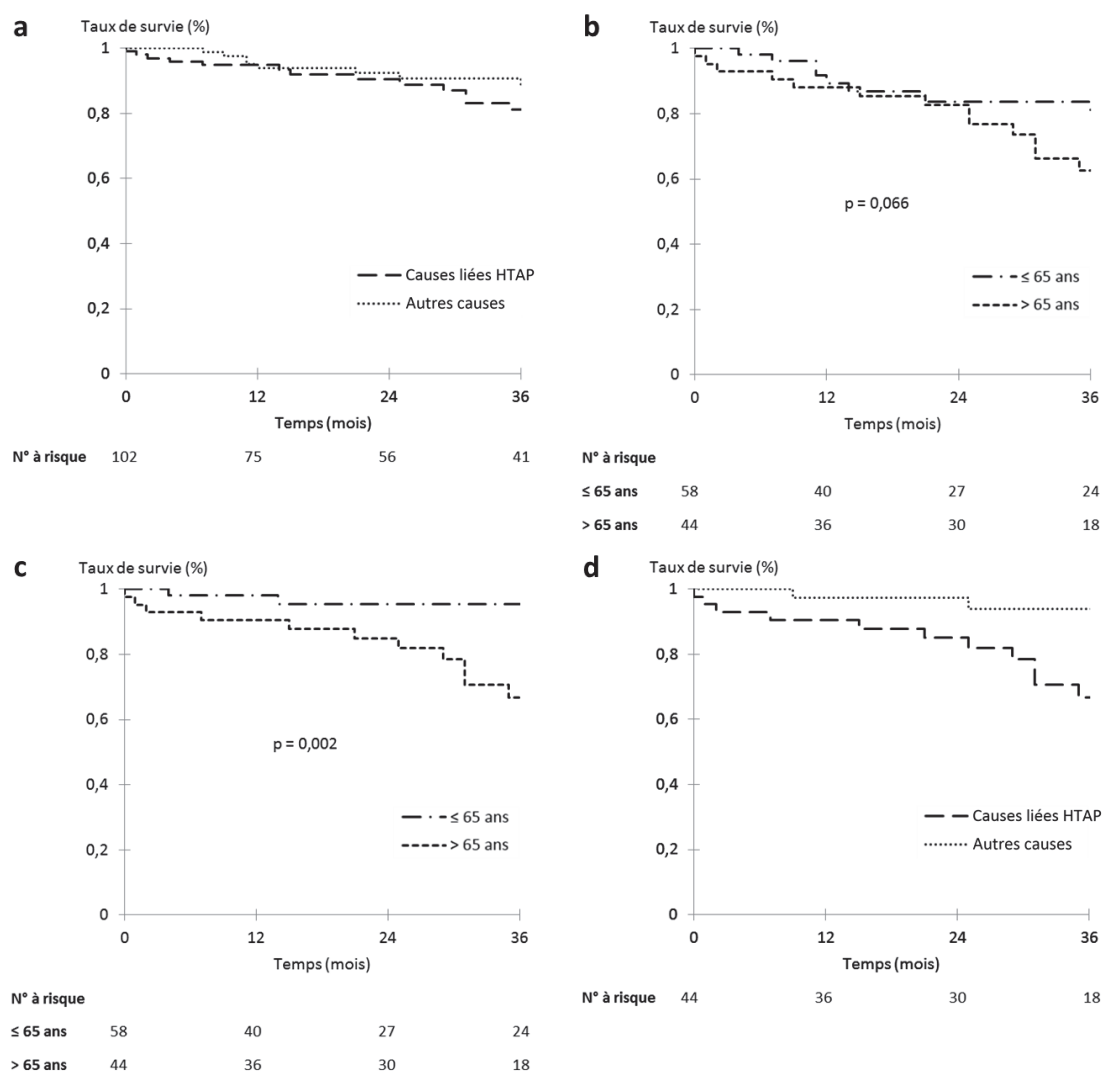 a
Taux de survie (%)
1
0,8
0,6
0,4
0,2
0
Causes liées HTAP
Autres causes
0 12 24 36
Temps (mois)
N° à risque 102 75 56 41
b
Taux de survie (%)
1
0,8
0,6
0,4
0,2
0
p = 0,066
≤ 65 ans
> 65 ans
0 12 24 36
Temps (mois)
N° à risque
≤ 65 ans 58 40 27 24
> 65 ans 44 36 30 18
c
Taux de survie (%)
1
0,8
0,6
0,4
0,2
0
p = 0,002
≤ 65 ans
> 65 ans
0 12 24 36
Temps (mois)
N° à risque
≤ 65 ans 58 40 27 24
> 65 ans 44 36 30 18
d
Taux de survie (%)
1
0,8
0,6
0,4
0,2
0
Causes liées HTAP
Autres causes
0 12 24 36
Temps (mois)
N° à risque 44 36 30 18